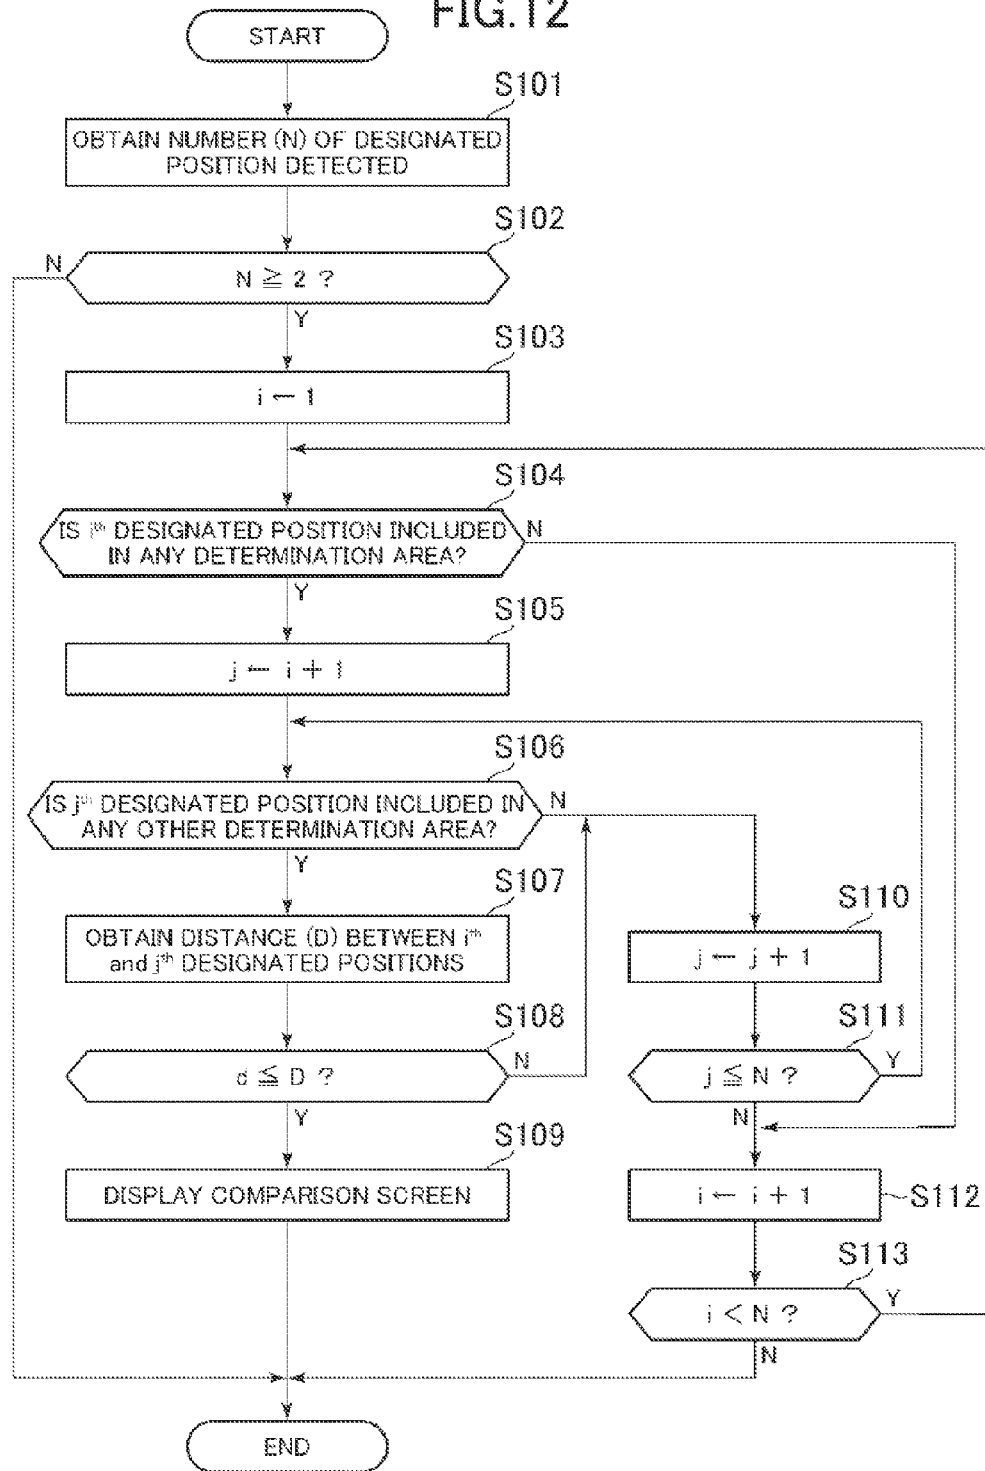 FIG.12
START
S101
OBTAIN NUMBER (N) OF DESIGNATED
POSITION DETECTED
S102
N
N ≧ 2 ?
Y
S103
i ← 1
S104
IS iᵗʰ DESIGNATED POSITION INCLUDED
IN ANY DETERMINATION AREA?
N
Y
S105
j ← i + 1
S106
IS jᵗʰ DESIGNATED POSITION INCLUDED IN
ANY OTHER DETERMINATION AREA?
N
Y
S107
OBTAIN DISTANCE (D) BETWEEN iᵗʰ
and jᵗʰ DESIGNATED POSITIONS
S110
j ← j + 1
S108
d ≦ D ?
N
Y
S111
j ≦ N ?
Y
N
S109
DISPLAY COMPARISON SCREEN
i ← i + 1
S112
S113
i < N ?
Y
N
END